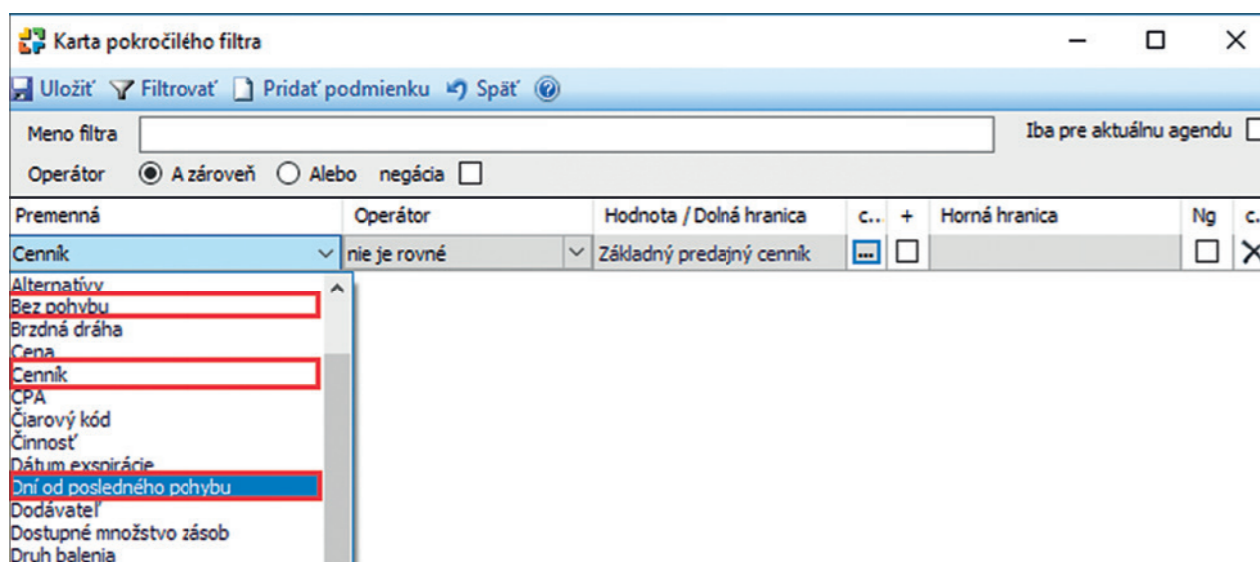 Karta pokročilého filtra
Uložiť Filtrovať Pridať podmienku Späť
Meno filtra Iba pre aktuálnu agendu
Operátor A zároveň Alebo negácia
Premenná Operátor Hodnota / Dolná hranica c.. + Horná hranica Ng c.
Cenník nie je rovné Základný predajný cenník ...
Alternatívy
Bez pohybu
Brzdná dráha
Cena
Cenník
CPA
Čiarový kód
Činnosť
Dátum exspirácie
Dní od posledného pohybu
Dodávateľ
Dostupné množstvo zásob
Druh balenia